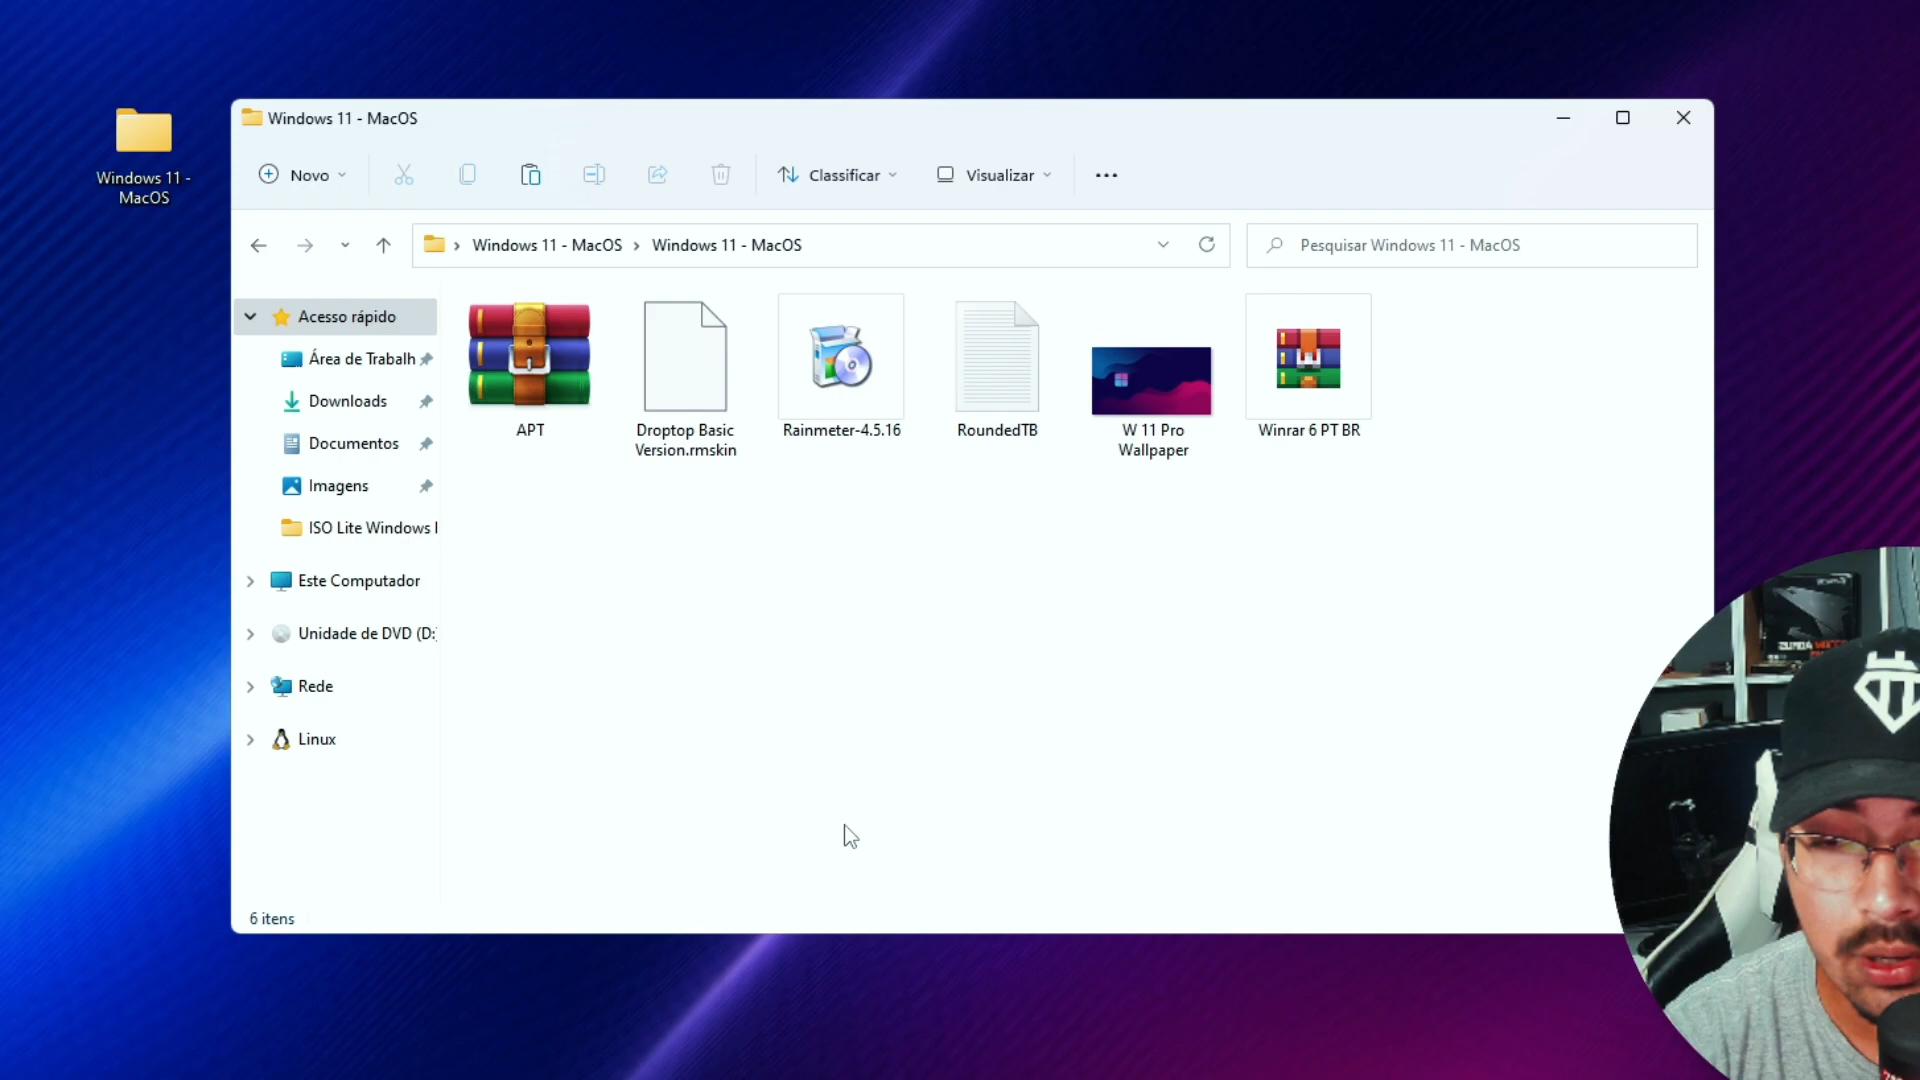 Windows 11 -
MacOS
Windows 11 - MacOS
Novo
Classificar
Visualizar
Windows 11 - MacOS
Windows 11 - MacOS
Pesquisar Windows 11 - MacOS
Acesso rápido
Área de Trabalh
Downloads
Documentos
Imagens
ISO Lite Windows
Este Computador
Unidade de DVD (D:
Rede
Linux
APT
Droptop Basic
Version.rmskin
Rainmeter-4.5.16
RoundedTB
W 11 Pro
Wallpaper
Winrar 6 PT BR
6 itens